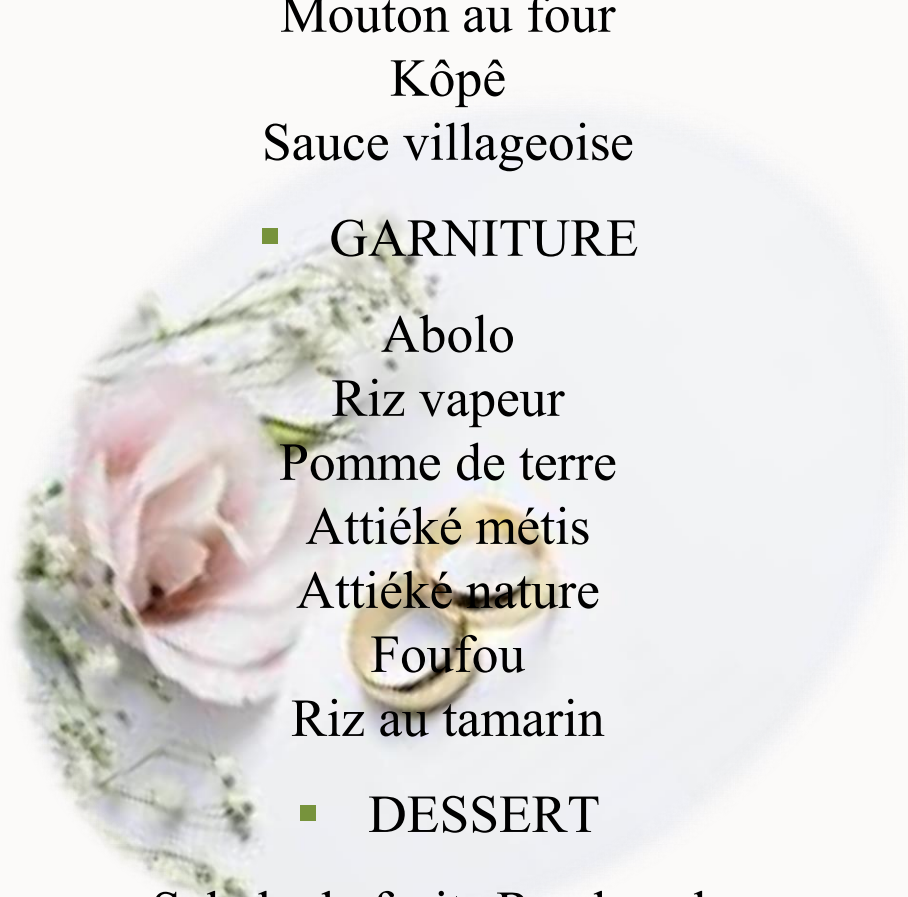 Mouton au four
Kôpê
Sauce villageoise
GARNITURE
Abolo
Riz vapeur
Pomme de terre
Attiéké métis
Attiéké nature
Foufou
Riz au tamarin
DESSERT